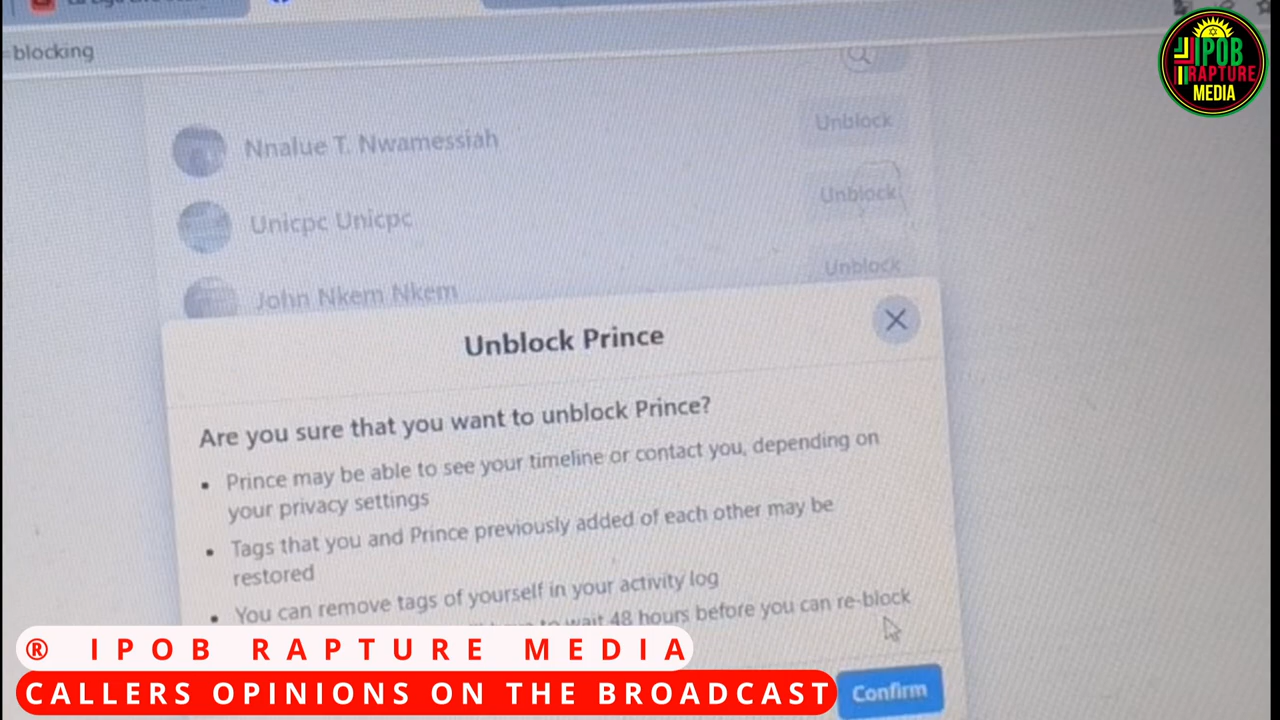 =blocking
IPOB
RAPTURE
MEDIA
Nnalue T. Nwamessiah
Unblock
Unicpc Unicpc
Unblock
John Nkem Nkem
Unblock
Unblock Prince
Are you sure that you want to unblock Prince?
• Prince may be able to see your timeline or contact you, depending on
your privacy settings
• Tags that you and Prince previously added of each other may be
restored
• You can remove tags of yourself in your activity log
to wait 48 hours before you can re-block
® IPOB RAPTURE MEDIA
CALLERS OPINIONS ON THE BROADCAST
Confirm